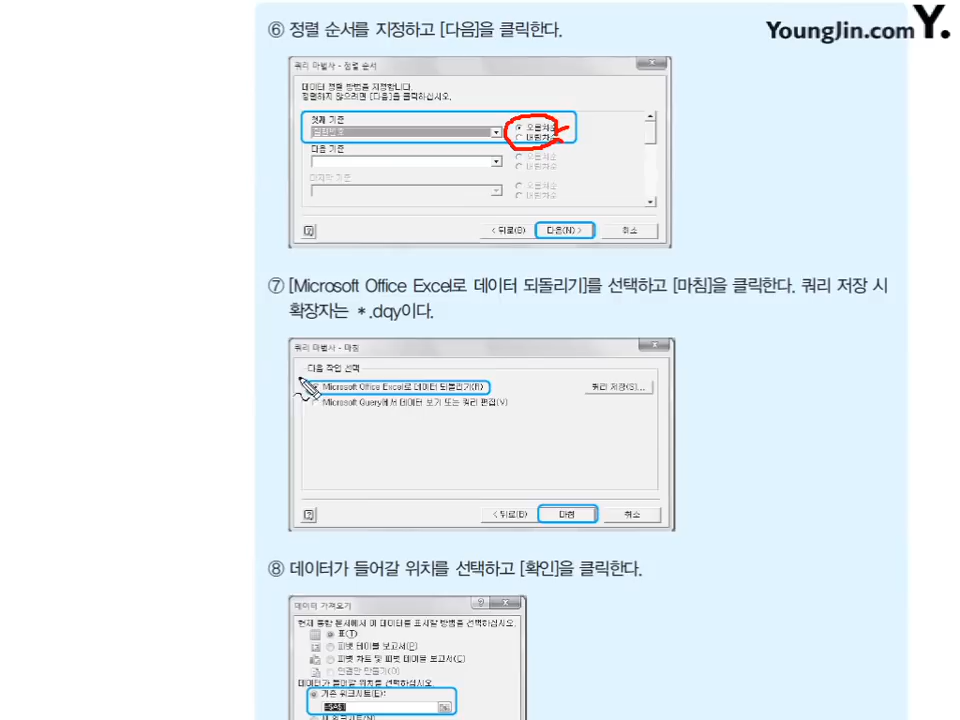 ⑥ 정렬 순서를 지정하고 [다음]을 클릭한다.
YoungJin.com Y.
쿼리 마법사 - 정렬 순서
데이터 정렬 방법을 지정합니다.
정렬하지 않으려면 [다음]을 클릭하십시오.
첫째 기준
오름차순
내림차순
다음 기준
오름차순
내림차순
마지막 기준
오름차순
내림차순
< 뒤로(B)
다음(N) >
취소
⑦ [Microsoft Office Excel로 데이터 되돌리기]를 선택하고 [마침]을 클릭한다. 쿼리 저장 시
확장자는 *.dqy이다.
쿼리 마법사 - 마침
다음 작업 선택
Microsoft Office Excel로 데이터 되돌리기(R)
쿼리 저장(S)...
Microsoft Query에서 데이터 보기 또는 쿼리 편집(V)
< 뒤로(B)
마침
취소
⑧ 데이터가 들어갈 위치를 선택하고 [확인]을 클릭한다.
데이터 가져오기
현재 통합 문서에서 이 데이터를 표시할 방법을 선택하십시오.
표(T)
피벗 테이블 보고서(P)
피벗 차트 및 피벗 테이블 보고서(C)
연결만 만들기(O)
데이터가 들어갈 위치를 선택하십시오.
기존 워크시트(E):
새 워크시트(N)